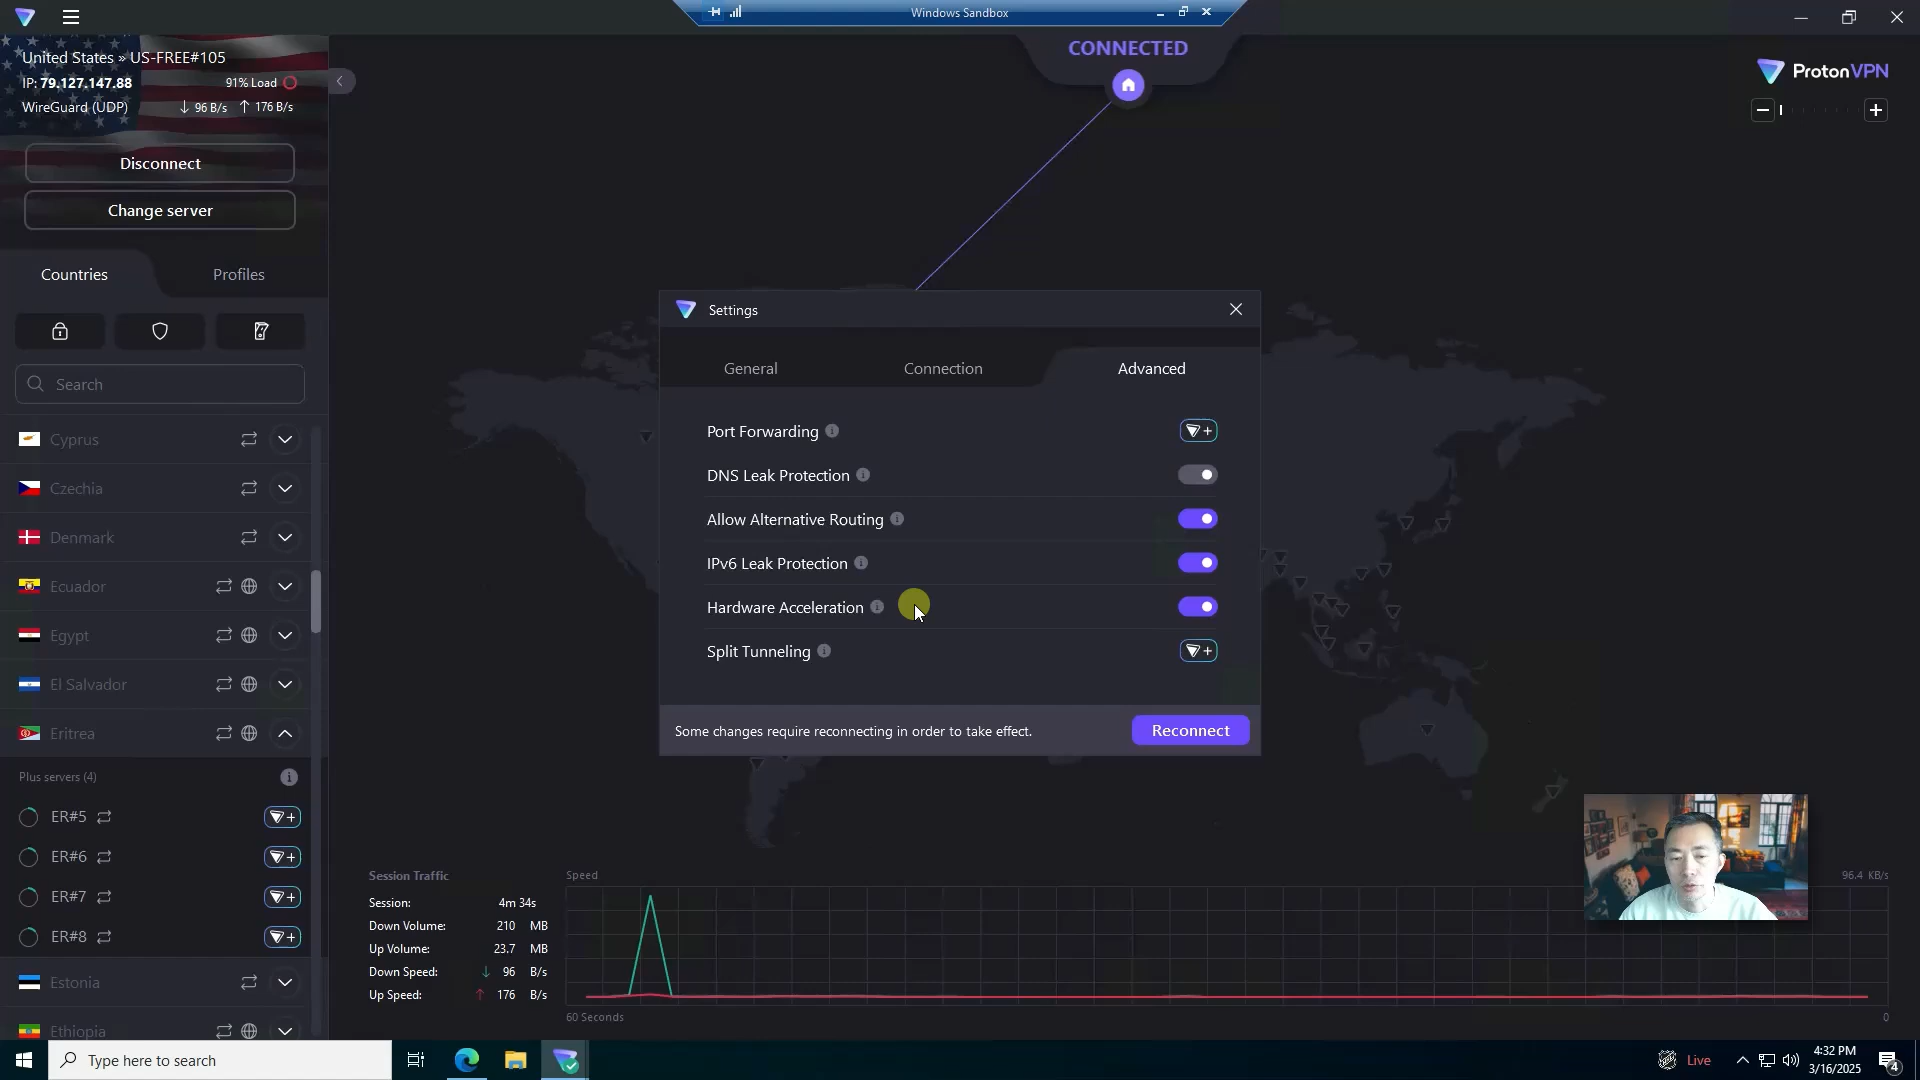 Windows Sandbox
United States » US-FREE#105
IP: 79.127.147.88
91% Load
WireGuard (UDP)
↓ 96 B/s ↑ 176 B/s
Disconnect
Change server
Countries
Profiles
Search
Cyprus
Czechia
Denmark
Ecuador
Egypt
El Salvador
Eritrea
Plus servers (4)
ER#5
ER#6
ER#7
ER#8
Estonia
Ethiopia
CONNECTED
ProtonVPN
Settings
General
Connection
Advanced
Port Forwarding
DNS Leak Protection
Allow Alternative Routing
IPv6 Leak Protection
Hardware Acceleration
Split Tunneling
Some changes require reconnecting in order to take effect.
Reconnect
Session Traffic
Session: 4m 34s
Down Volume: 210 MB
Up Volume: 23.7 MB
Down Speed: ↓ 96 B/s
Up Speed: ↑ 176 B/s
Speed
96.4 KB/s
60 Seconds
0
Type here to search
Live
4:32 PM
3/16/2025
4